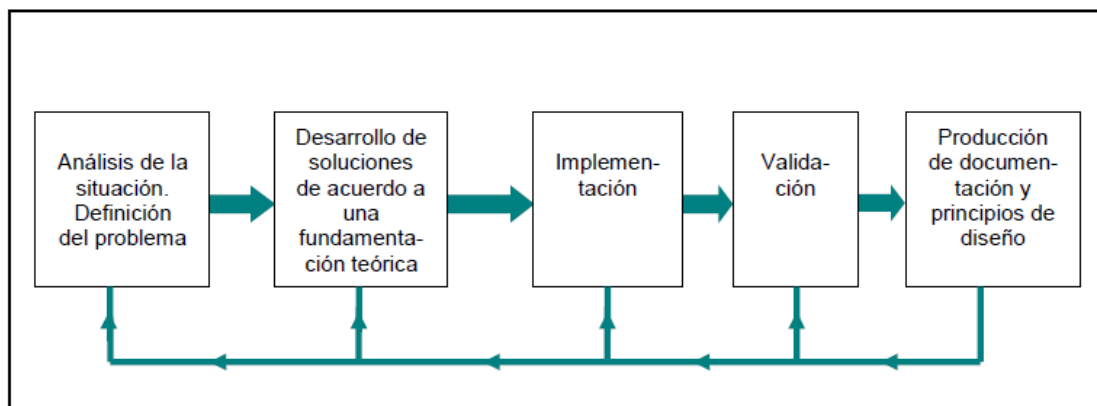 Análisis de la
situación.
Definición
del problema
Desarrollo de
soluciones
de acuerdo a
una
fundamenta-
ción teórica
Implemen-
tación
Valida-
ción
Producción
de documen-
tación y
principios de
diseño